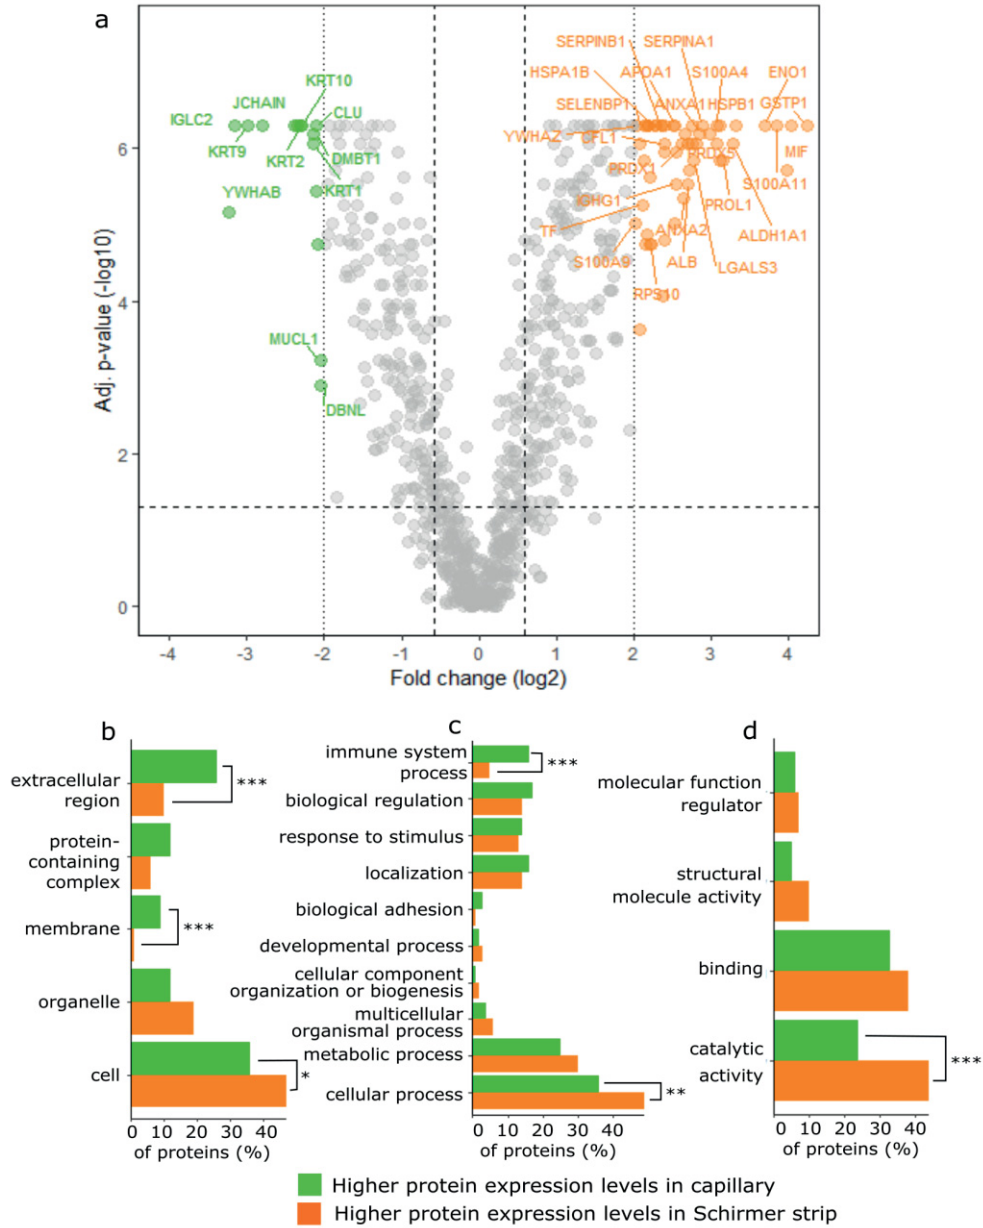 a
SERPINB1 SERPINA1
HSPA1B APOA1 S100A4 ENO1
KRT10
JCHAIN CLU SELENBP1 ANXA1 HSPB1 GSTP1
IGLC2
YWHAZ CFL1
KRT9 KRT2 DMBT1 PRDX1 PRDX5 MIF
YWHAB KRT1 IGHG1 PROL1 S100A11
TF ANXA2 ALDH1A1
S100A9 ALB LGALS3
RPS10
MUCL1
DBNL
Adj. p-value (-log10)
6
4
2
0
-4 -3 -2 -1 0 1 2 3 4
Fold change (log2)
b
extracellular
region
***
protein-
containing
complex
membrane
***
organelle
cell
*
0 10 20 30 40
of proteins (%)
c
immune system
process
***
biological regulation
response to stimulus
localization
biological adhesion
developmental process
cellular component
organization or biogenesis
multicellular
organismal process
metabolic process
cellular process
**
0 10 20 30 40
of proteins (%)
d
molecular function
regulator
structural
molecule activity
binding
catalytic
activity
***
0 10 20 30 40
of proteins (%)
Higher protein expression levels in capillary
Higher protein expression levels in Schirmer strip